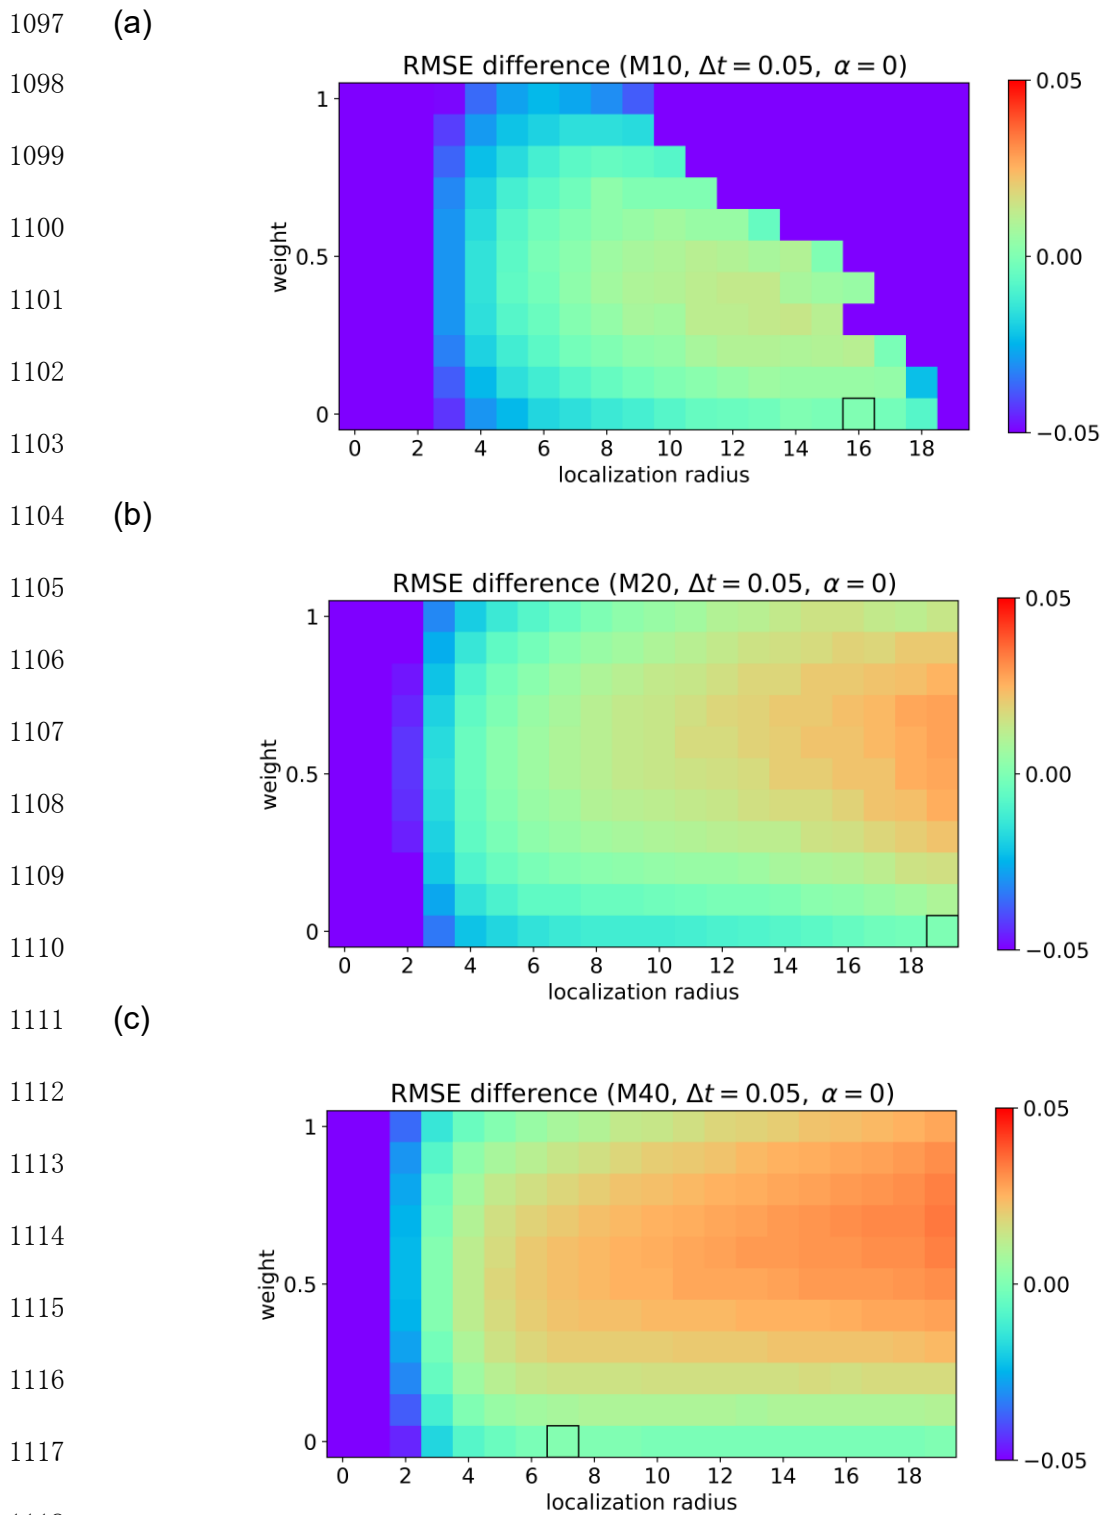 1097 (a)
RMSE difference (M10, Δt = 0.05, α = 0)
1098
1099
1100
1101
1102
1103
weight
1
0.5
0
0 2 4 6 8 10 12 14 16 18
localization radius
0.05
0.00
−0.05
1104 (b)
RMSE difference (M20, Δt = 0.05, α = 0)
1105
1106
1107
1108
1109
1110
weight
1
0.5
0
0 2 4 6 8 10 12 14 16 18
localization radius
0.05
0.00
−0.05
1111 (c)
RMSE difference (M40, Δt = 0.05, α = 0)
1112
1113
1114
1115
1116
1117
weight
1
0.5
0
0 2 4 6 8 10 12 14 16 18
localization radius
0.05
0.00
−0.05